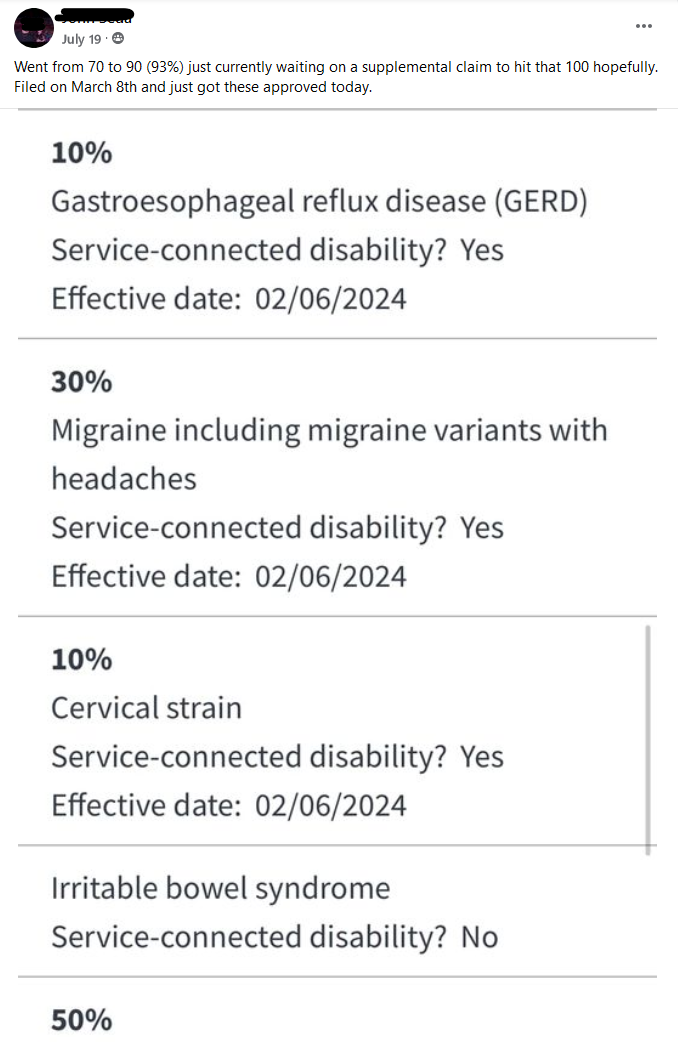 July 19 ·
Went from 70 to 90 (93%) just currently waiting on a supplemental claim to hit that 100 hopefully.
Filed on March 8th and just got these approved today.
10%
Gastroesophageal reflux disease (GERD)
Service-connected disability? Yes
Effective date: 02/06/2024
30%
Migraine including migraine variants with
headaches
Service-connected disability? Yes
Effective date: 02/06/2024
10%
Cervical strain
Service-connected disability? Yes
Effective date: 02/06/2024
Irritable bowel syndrome
Service-connected disability? No
50%